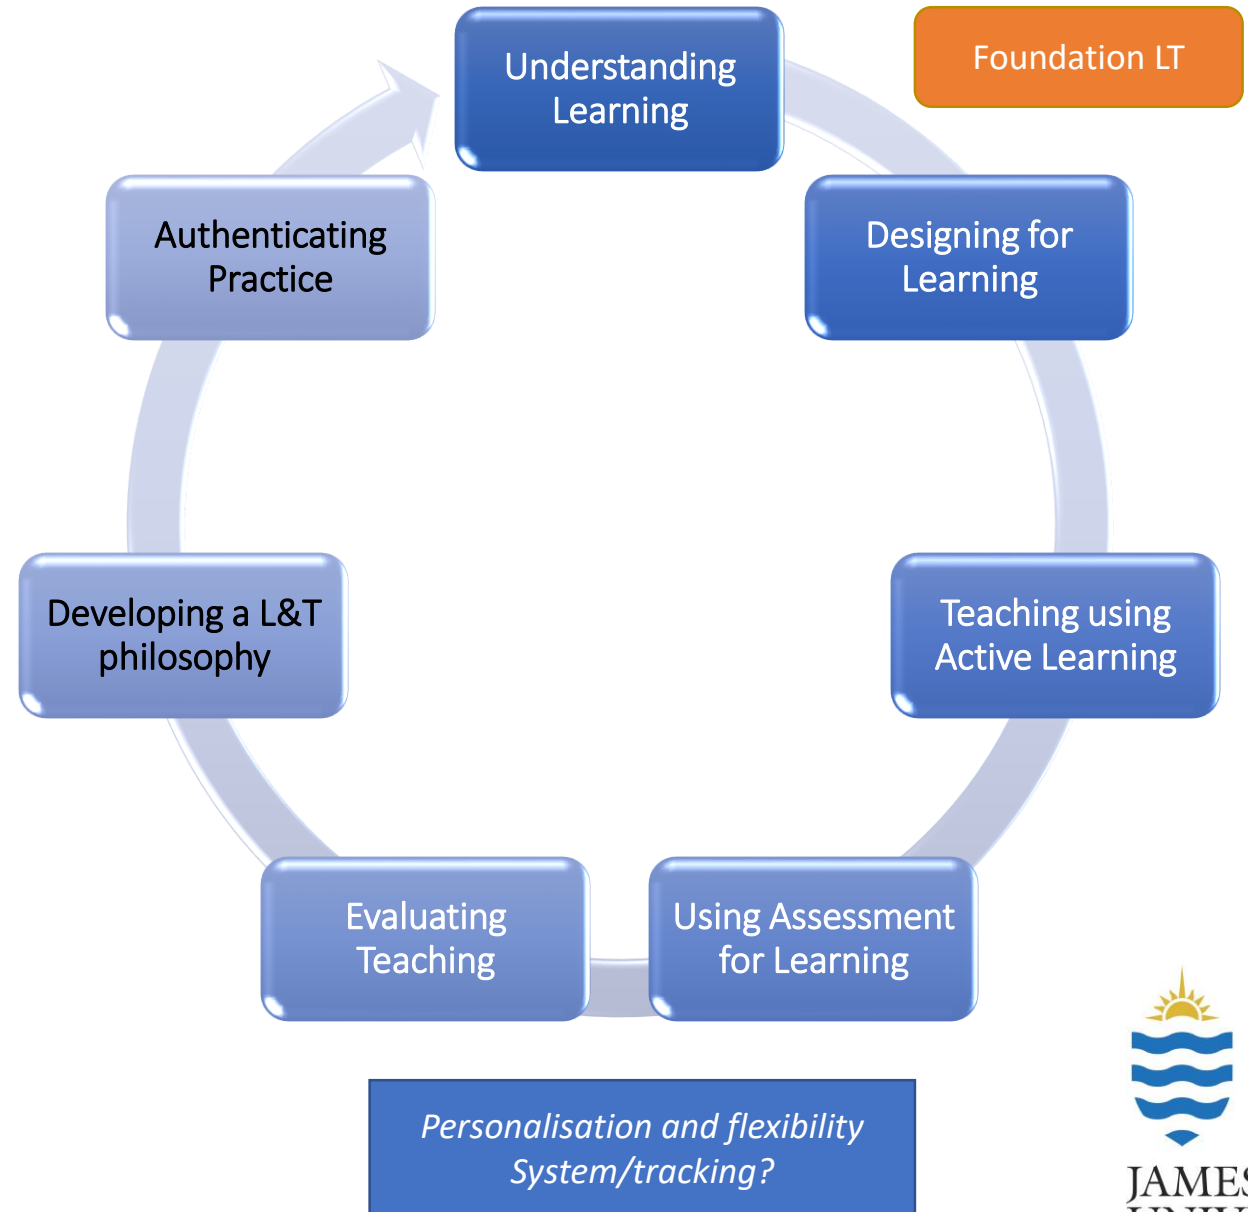 Understanding
Learning
Foundation LT
Designing for
Learning
Teaching using
Active Learning
Using Assessment
for Learning
Evaluating
Teaching
Developing a L&T
philosophy
Authenticating
Practice
Personalisation and flexibility
System/tracking?
JAMES